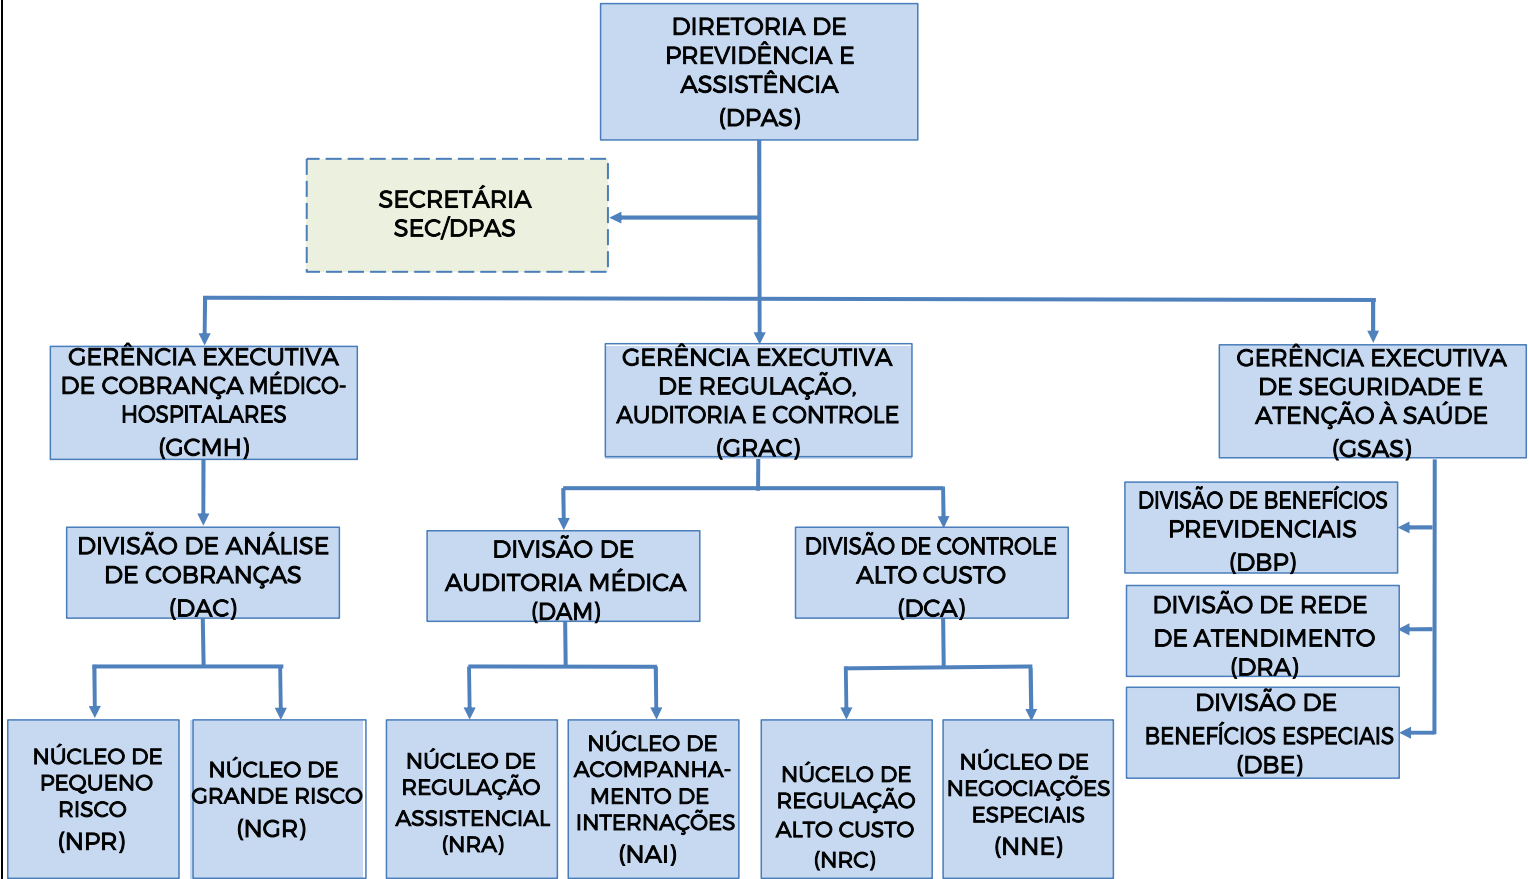 DIRETORIA DE
PREVIDÊNCIA E
ASSISTÊNCIA
(DPAS)
SECRETÁRIA
SEC/DPAS
GERÊNCIA EXECUTIVA
DE COBRANÇA MÉDICO-
HOSPITALARES
(GCMH)
GERÊNCIA EXECUTIVA
DE REGULAÇÃO,
AUDITORIA E CONTROLE
(GRAC)
GERÊNCIA EXECUTIVA
DE SEGURIDADE E
ATENÇÃO À SAÚDE
(GSAS)
DIVISÃO DE ANÁLISE
DE COBRANÇAS
(DAC)
DIVISÃO DE
AUDITORIA MÉDICA
(DAM)
DIVISÃO DE CONTROLE
ALTO CUSTO
(DCA)
DIVISÃO DE BENEFÍCIOS
PREVIDENCIAIS
(DBP)
DIVISÃO DE REDE
DE ATENDIMENTO
(DRA)
DIVISÃO DE
BENEFÍCIOS ESPECIAIS
(DBE)
NÚCLEO DE
PEQUENO
RISCO
(NPR)
NÚCLEO DE
GRANDE RISCO
(NGR)
NÚCLEO DE
REGULAÇÃO
ASSISTENCIAL
(NRA)
NÚCLEO DE
ACOMPANHA-
MENTO DE
INTERNAÇÕES
(NAI)
NÚCELO DE
REGULAÇÃO
ALTO CUSTO
(NRC)
NÚCLEO DE
NEGOCIAÇÕES
ESPECIAIS
(NNE)